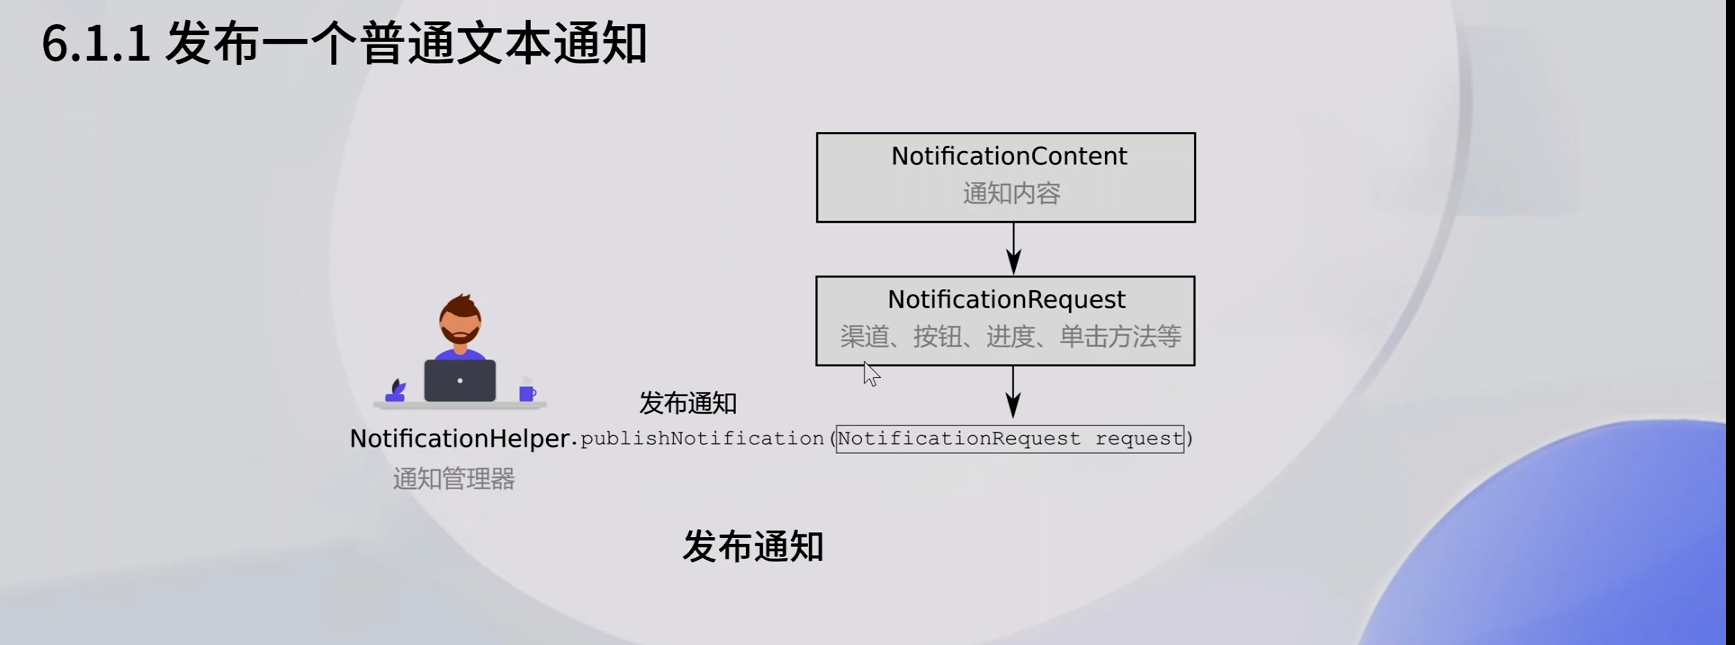 6.1.1 发布一个普通文本通知
NotificationContent
通知内容
NotificationRequest
渠道、按钮、进度、单击方法等
发布通知
NotificationHelper.publishNotification(NotificationRequest request)
通知管理器
发布通知